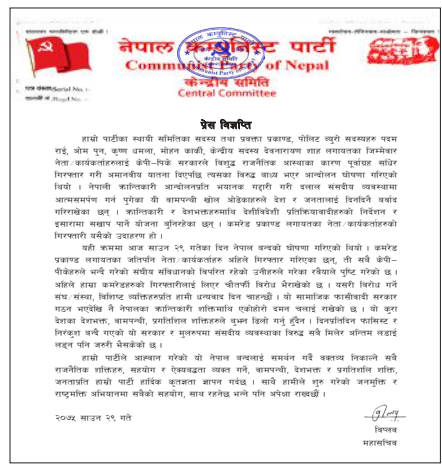 नेपाल कम्युनिस्ट पार्टी
Communist Party of Nepal
केन्द्रीय समिति
Central Committee
प्रेस विज्ञप्ति
हाम्रो पार्टीका स्थायी समितिका सदस्य तथा प्रवक्ता प्रकाण्ड, पोलिट व्युरो सदस्यहरु पदम
राई, ओम पुन, कृष्ण धमला, मोहन कार्की, केन्द्रीय सदस्य देवनारायण शाह लगायतका जिम्मेवार
नेता कार्यकर्ताहरुलाई केपी-पिके सरकारले विशुद्ध राजनैतिक आस्थाका कारण पूर्वाग्रह साधेर
गिरफ्तार गरी अमानवीय यातना दिएपछि त्यसका विरुद्ध बाध्य भएर आन्दोलन घोषणा गरिएको
थियो । नेपाली क्रान्तिकारी आन्दोलनप्रति भयानक गद्दारी गरी दलाल संसदीय व्यवस्थामा
आत्मसमर्पण गर्न पुगेका यी वामपन्थी खोल ओढेकाहरुले देश र जनतालाई दिनदिनै बर्वाद
गरिराखेका छन् । क्रान्तिकारी र देशभक्तहरुमाथि देशीविदेशी प्रतिक्रियावादीहरुको निर्देशन र
इसारामा सखाप पार्ने योजना बुनिरहेका छन् । कमरेड प्रकाण्ड लगायतका नेता/कार्यकर्ताहरुको
गिरफ्तारी यसैको उदाहरण हो ।
यही क्रममा आज साउन २९ गतेका दिन नेपाल बन्दको घोषणा गरिएको थियो । कमरेड
प्रकाण्ड लगायतका जतिपनि नेता/कार्यकर्ताहरु अहिले गिरफ्तार गरिएका छन्, ती सबै केपी-
पीकेहरुले भन्दै गरेको संघीय संविधानको विपरित रहेको उनीहरुले गरेका रवैयाले पुष्टि गरेको छ ।
अहिले हाम्रा कमरेडहरुको गिरफ्तारीलाई लिएर चौतर्फी विरोध भैराखेको छ । यसरी विरोध गर्ने
संघ/संस्था, विशिष्ट व्यक्तिहरुप्रति हामी धन्यवाद दिन चाहन्छौं । यो सामाजिक फासीवादी सरकार
गठन भएदेखि नै नेपालका क्रान्तिकारी शक्तिमाथि एकोहोरो दमन चलाई राखेको छ । यो कुरा
देशका देशभक्त, वामपन्थी, प्रगतिशिल शक्तिहरुले बुझ्न ढिलो गर्नु हुँदैन । दिनप्रतिदिन फासिस्ट र
निरंकुश बन्दै गएको यो सरकार र मुलरुपमा संसदीय व्यवस्थाका विरुद्ध सबै मिलेर अन्तिम लडाईं
लड्न पनि जरुरी भैसकेको छ ।
हाम्रो पार्टीले आह्वान गरेको यो नेपाल बन्दलाई समर्थन गर्दै वक्तव्य निकाल्ने सबै
राजनैतिक शक्तिहरु, सहयोग र ऐक्यवद्धता व्यक्त गर्ने, वामपन्थी, देशभक्त र प्रगतिशिल शक्ति,
जनताप्रति हाम्रो पार्टी हार्दिक कृतज्ञता ज्ञापन गर्दछ । साथै हामीले शुरु गरेको जनमुक्ति र
राष्ट्रमुक्ति अभियानमा सबैको सहयोग, साथ रहनेछ भन्ने पनि अपेक्षा राख्दछौं ।
२०७५ साउन २९ गते
विप्लव
महासचिव